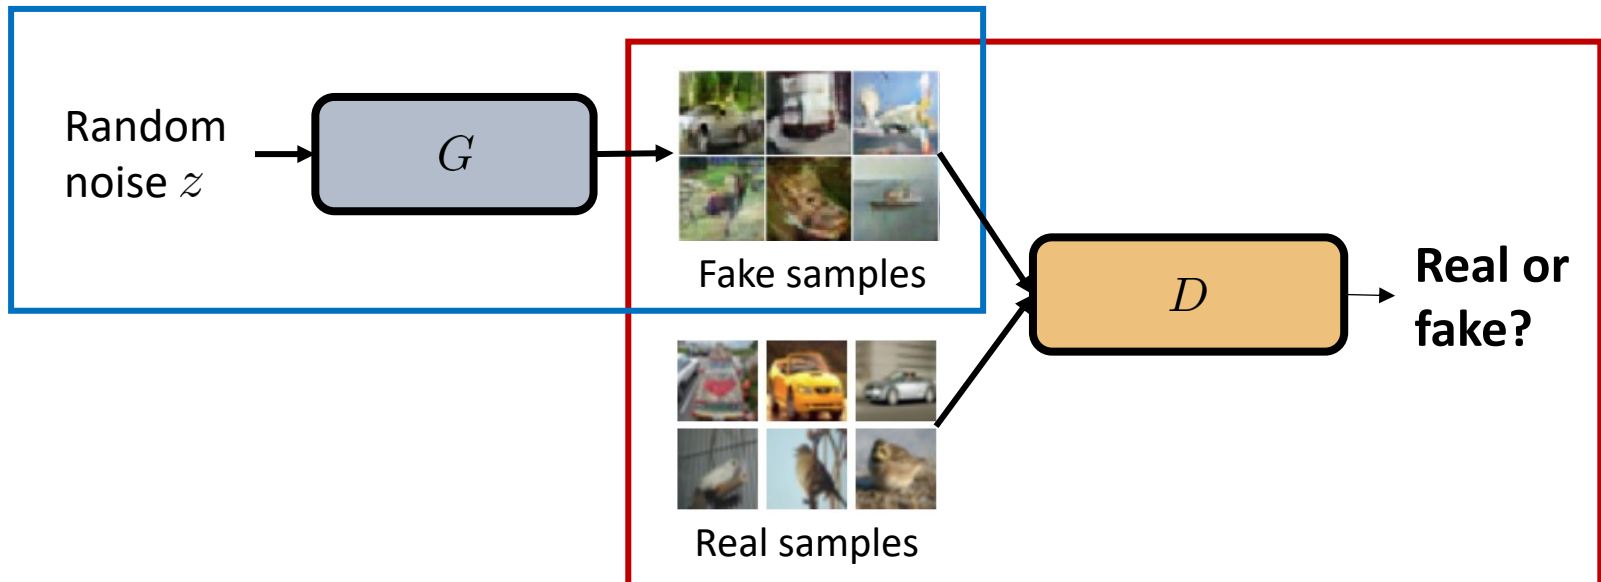 Random
noise z
G
Fake samples
D
Real or
fake?
Real samples